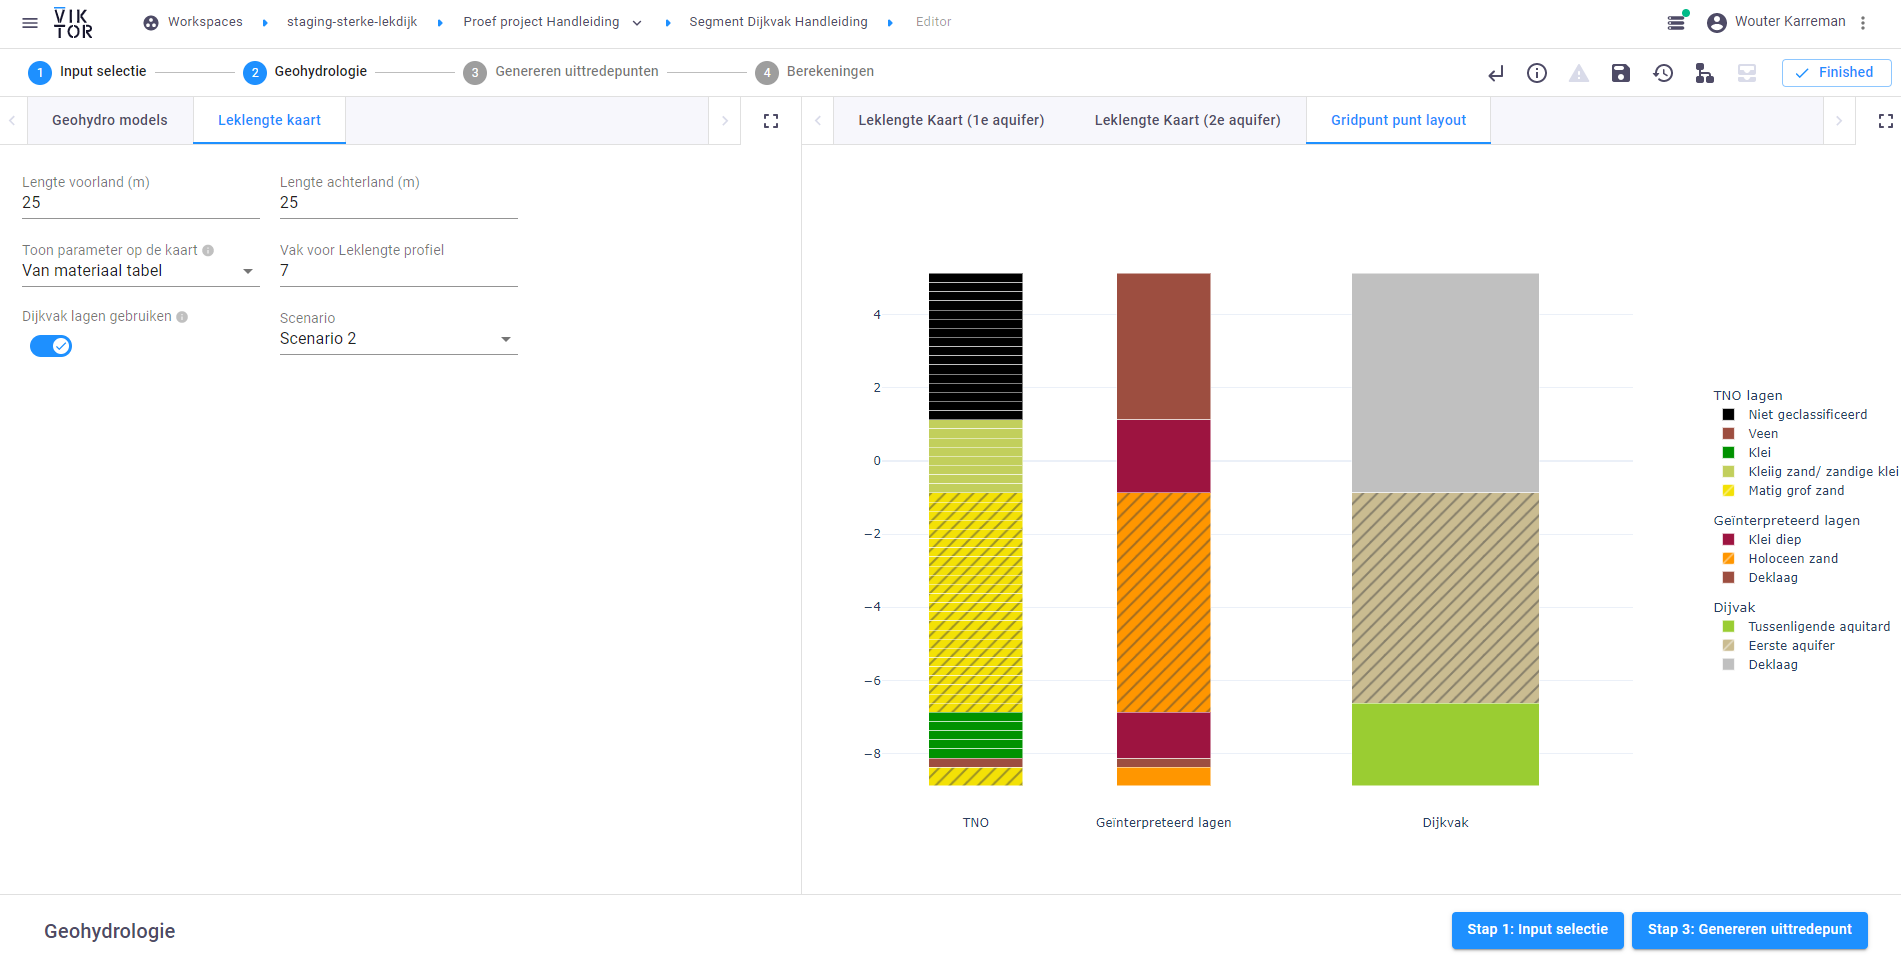 VIKTOR
Workspaces
staging-sterke-lekdijk
Proef project Handleiding
Segment Dijkvak Handleiding
Editor
Wouter Karreman
1 Input selectie
2 Geohydrologie
3 Genereren uittredepunten
4 Berekeningen
Finished
Geohydro models
Leklengte kaart
Leklengte Kaart (1e aquifer)
Leklengte Kaart (2e aquifer)
Gridpunt punt layout
Lengte voorland (m)
25
Lengte achterland (m)
25
Toon parameter op de kaart
Van materiaal tabel
Vak voor Leklengte profiel
7
Dijkvak lagen gebruiken
Scenario
Scenario 2
4
2
0
−2
−4
−6
−8
TNO
Geïnterpreteerd lagen
Dijkvak
TNO lagen
Niet geclassificeerd
Veen
Klei
Kleiig zand/ zandige klei
Matig grof zand
Geïnterpreteerd lagen
Klei diep
Holoceen zand
Deklaag
Dijvak
Tussenligende aquitard
Eerste aquifer
Deklaag
Geohydrologie
Stap 1: Input selectie
Stap 3: Genereren uittredepunt